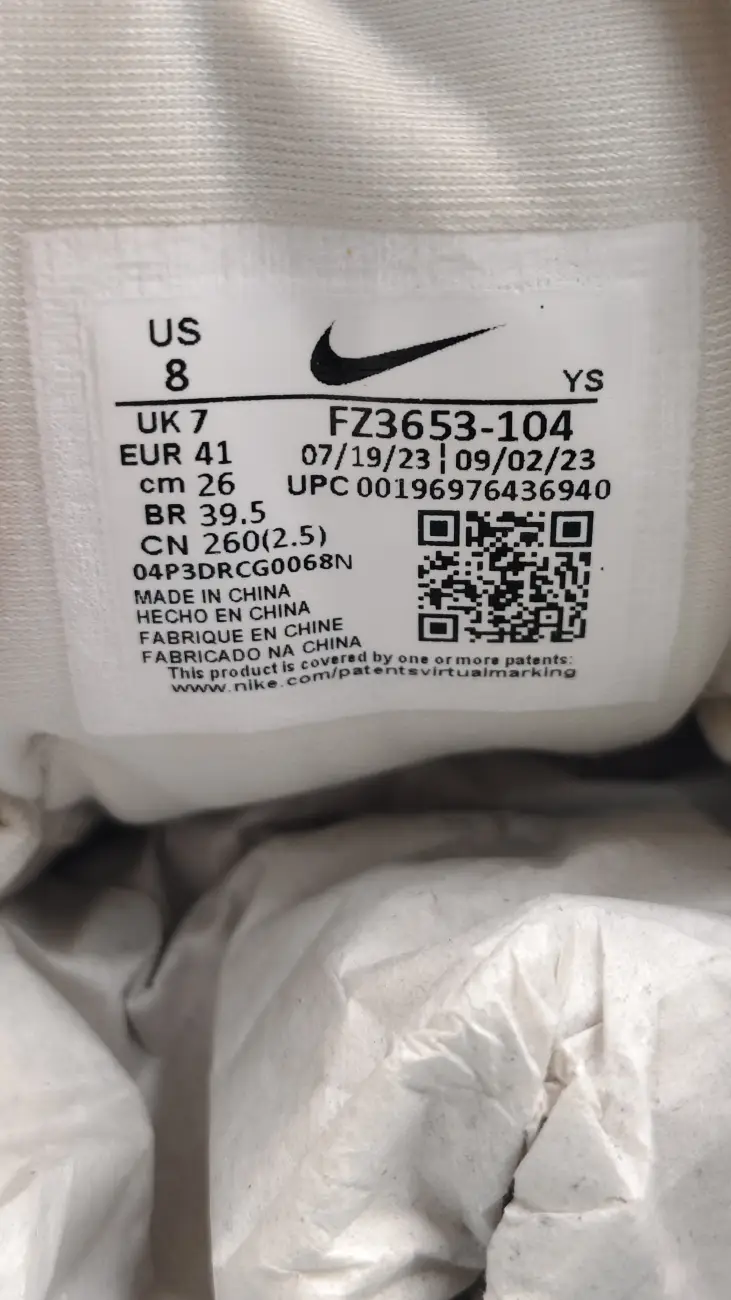 US
8
YS
UK 7
FZ3653-104
EUR 41
07/19/23 ¦ 09/02/23
cm 26
UPC 00196976436940
BR 39.5
CN 260(2.5)
04P3DRCG0068N
MADE IN CHINA
HECHO EN CHINA
FABRIQUE EN CHINE
FABRICADO NA CHINA
This product is covered by one or more patents:
www.nike.com/patentsvirtualmarking